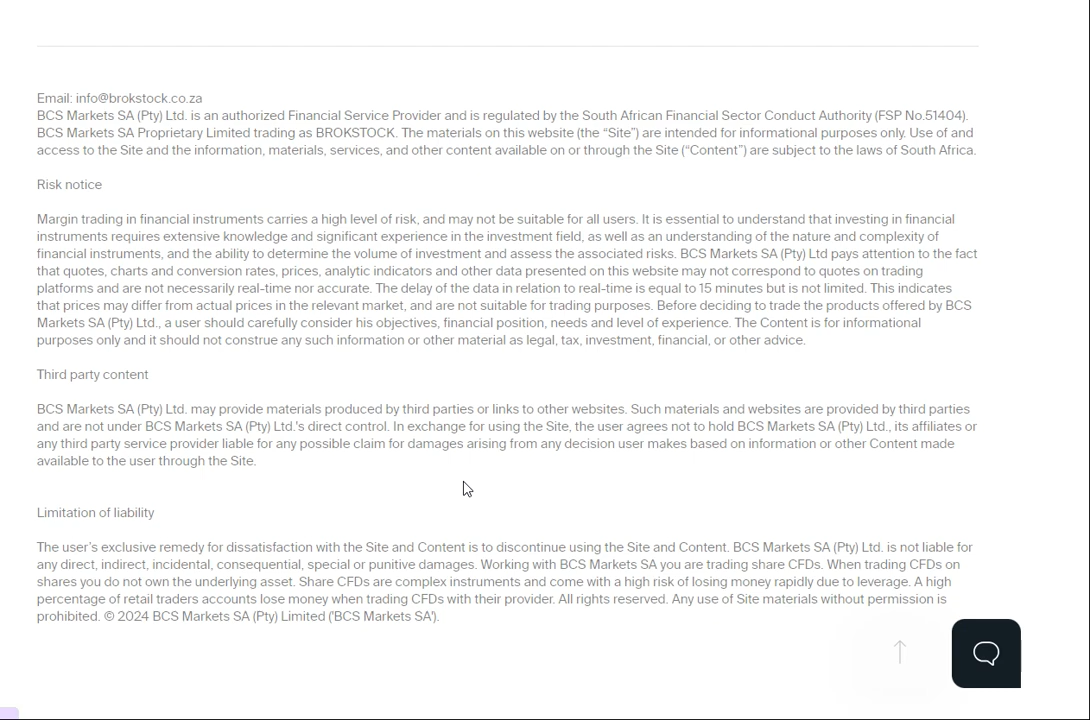 Email: info@brokstock.co.za
BCS Markets SA (Pty) Ltd. is an authorized Financial Service Provider and is regulated by the South African Financial Sector Conduct Authority (FSP No.51404).
BCS Markets SA Proprietary Limited trading as BROKSTOCK. The materials on this website (the “Site”) are intended for informational purposes only. Use of and
access to the Site and the information, materials, services, and other content available on or through the Site (“Content”) are subject to the laws of South Africa.
Risk notice
Margin trading in financial instruments carries a high level of risk, and may not be suitable for all users. It is essential to understand that investing in financial
instruments requires extensive knowledge and significant experience in the investment field, as well as an understanding of the nature and complexity of
financial instruments, and the ability to determine the volume of investment and assess the associated risks. BCS Markets SA (Pty) Ltd pays attention to the fact
that quotes, charts and conversion rates, prices, analytic indicators and other data presented on this website may not correspond to quotes on trading
platforms and are not necessarily real-time nor accurate. The delay of the data in relation to real-time is equal to 15 minutes but is not limited. This indicates
that prices may differ from actual prices in the relevant market, and are not suitable for trading purposes. Before deciding to trade the products offered by BCS
Markets SA (Pty) Ltd., a user should carefully consider his objectives, financial position, needs and level of experience. The Content is for informational
purposes only and it should not construe any such information or other material as legal, tax, investment, financial, or other advice.
Third party content
BCS Markets SA (Pty) Ltd. may provide materials produced by third parties or links to other websites. Such materials and websites are provided by third parties
and are not under BCS Markets SA (Pty) Ltd.'s direct control. In exchange for using the Site, the user agrees not to hold BCS Markets SA (Pty) Ltd., its affiliates or
any third party service provider liable for any possible claim for damages arising from any decision user makes based on information or other Content made
available to the user through the Site.
Limitation of liability
The user’s exclusive remedy for dissatisfaction with the Site and Content is to discontinue using the Site and Content. BCS Markets SA (Pty) Ltd. is not liable for
any direct, indirect, incidental, consequential, special or punitive damages. Working with BCS Markets SA you are trading share CFDs. When trading CFDs on
shares you do not own the underlying asset. Share CFDs are complex instruments and come with a high risk of losing money rapidly due to leverage. A high
percentage of retail traders accounts lose money when trading CFDs with their provider. All rights reserved. Any use of Site materials without permission is
prohibited. © 2024 BCS Markets SA (Pty) Limited ('BCS Markets SA').